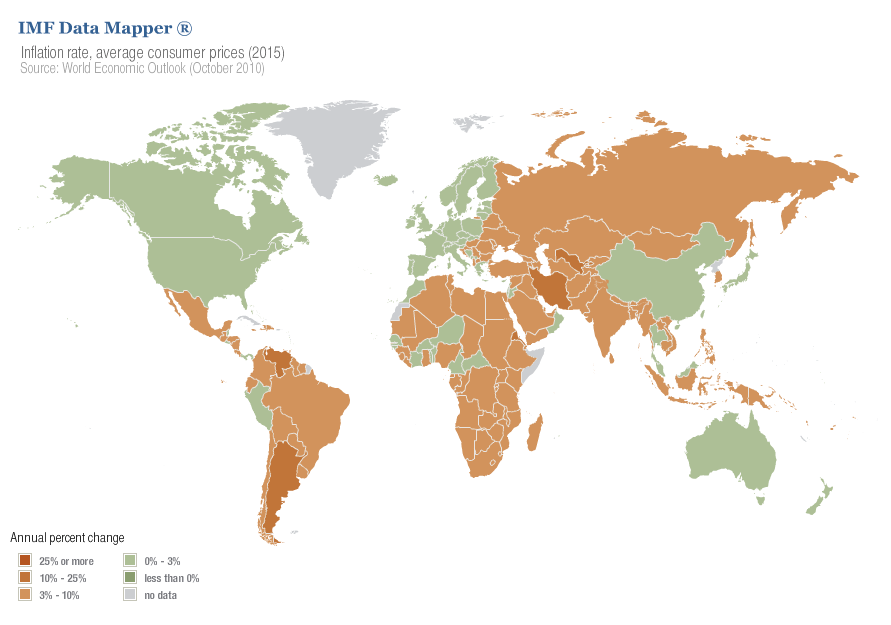 IMF Data Mapper ®
Inflation rate, average consumer prices (2015)
Source: World Economic Outlook (October 2010)
Annual percent change
25% or more
10% - 25%
3% - 10%
0% - 3%
less than 0%
no data